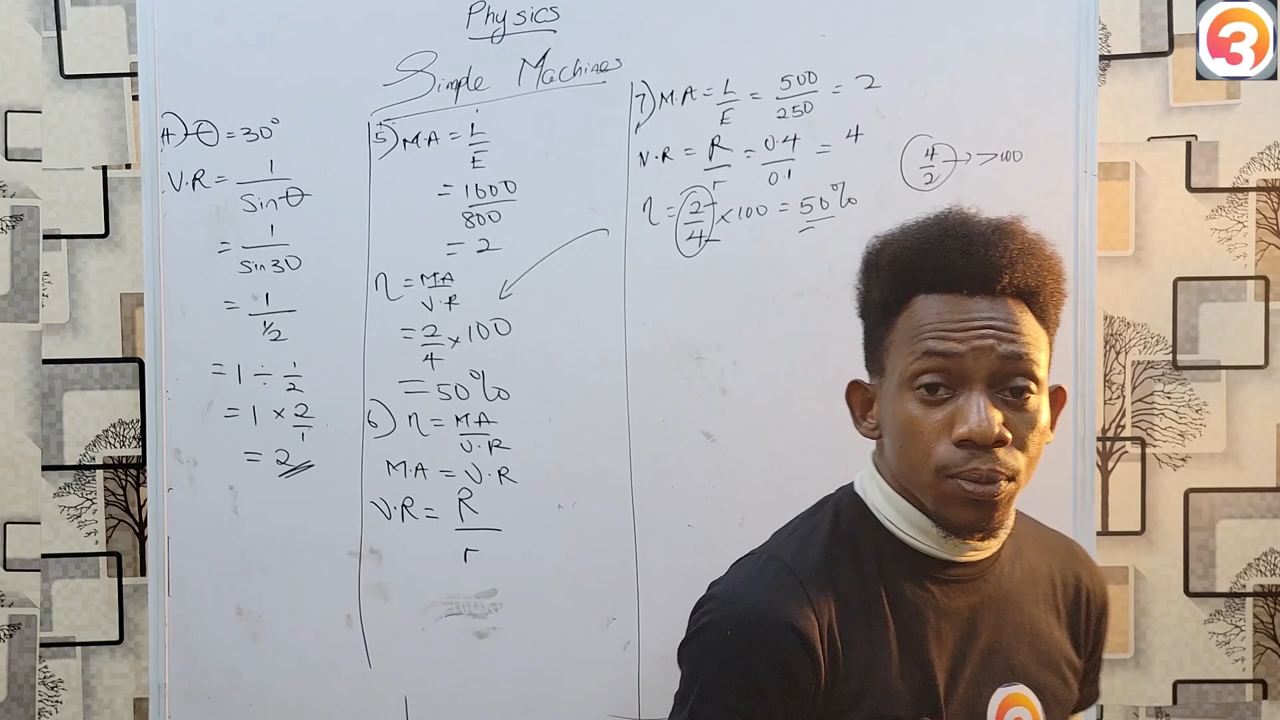 Physics
Simple Machines
4) θ = 30°
V.R = 1/Sinθ
= 1/Sin30
= 1/½
= 1 ÷ 1/2
= 1 × 2/1
= 2
5) M.A = L/E
= 1600/800
= 2
η = MA/V.R
= 2/4 × 100
= 50%
6) η = MA/V.R
M.A = V.R
V.R = R/r
7) M.A = L/E = 500/250 = 2
V.R = R/r = 0.4/0.1 = 4
η = 2/4 × 100 = 50%
4/2 → >100
3